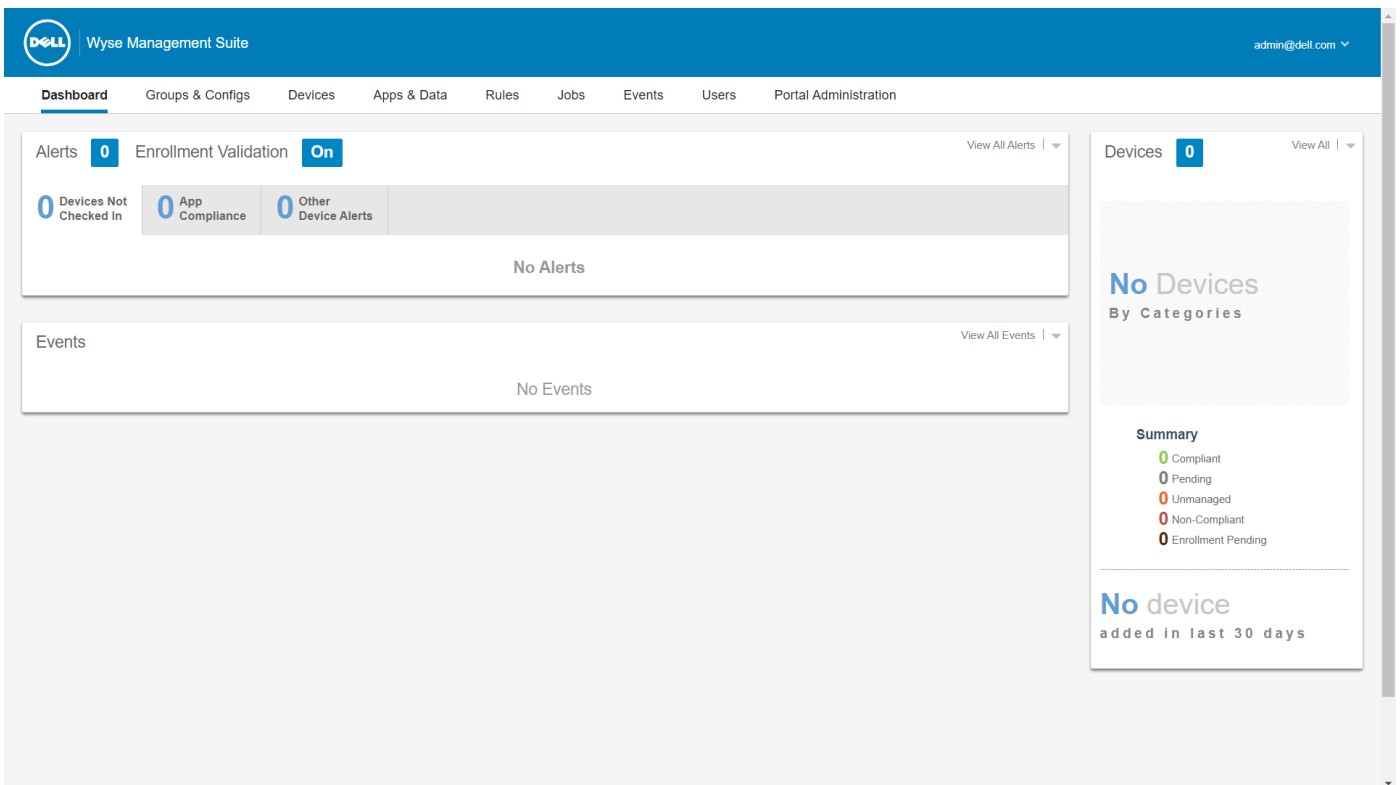 DELL Wyse Management Suite admin@dell.com
Dashboard Groups & Configs Devices Apps & Data Rules Jobs Events Users Portal Administration
Alerts 0 Enrollment Validation On View All Alerts
0 Devices Not Checked In
0 App Compliance
0 Other Device Alerts
No Alerts
Events View All Events
No Events
Devices 0 View All
No Devices
By Categories
Summary
0 Compliant
0 Pending
0 Unmanaged
0 Non-Compliant
0 Enrollment Pending
No device
added in last 30 days